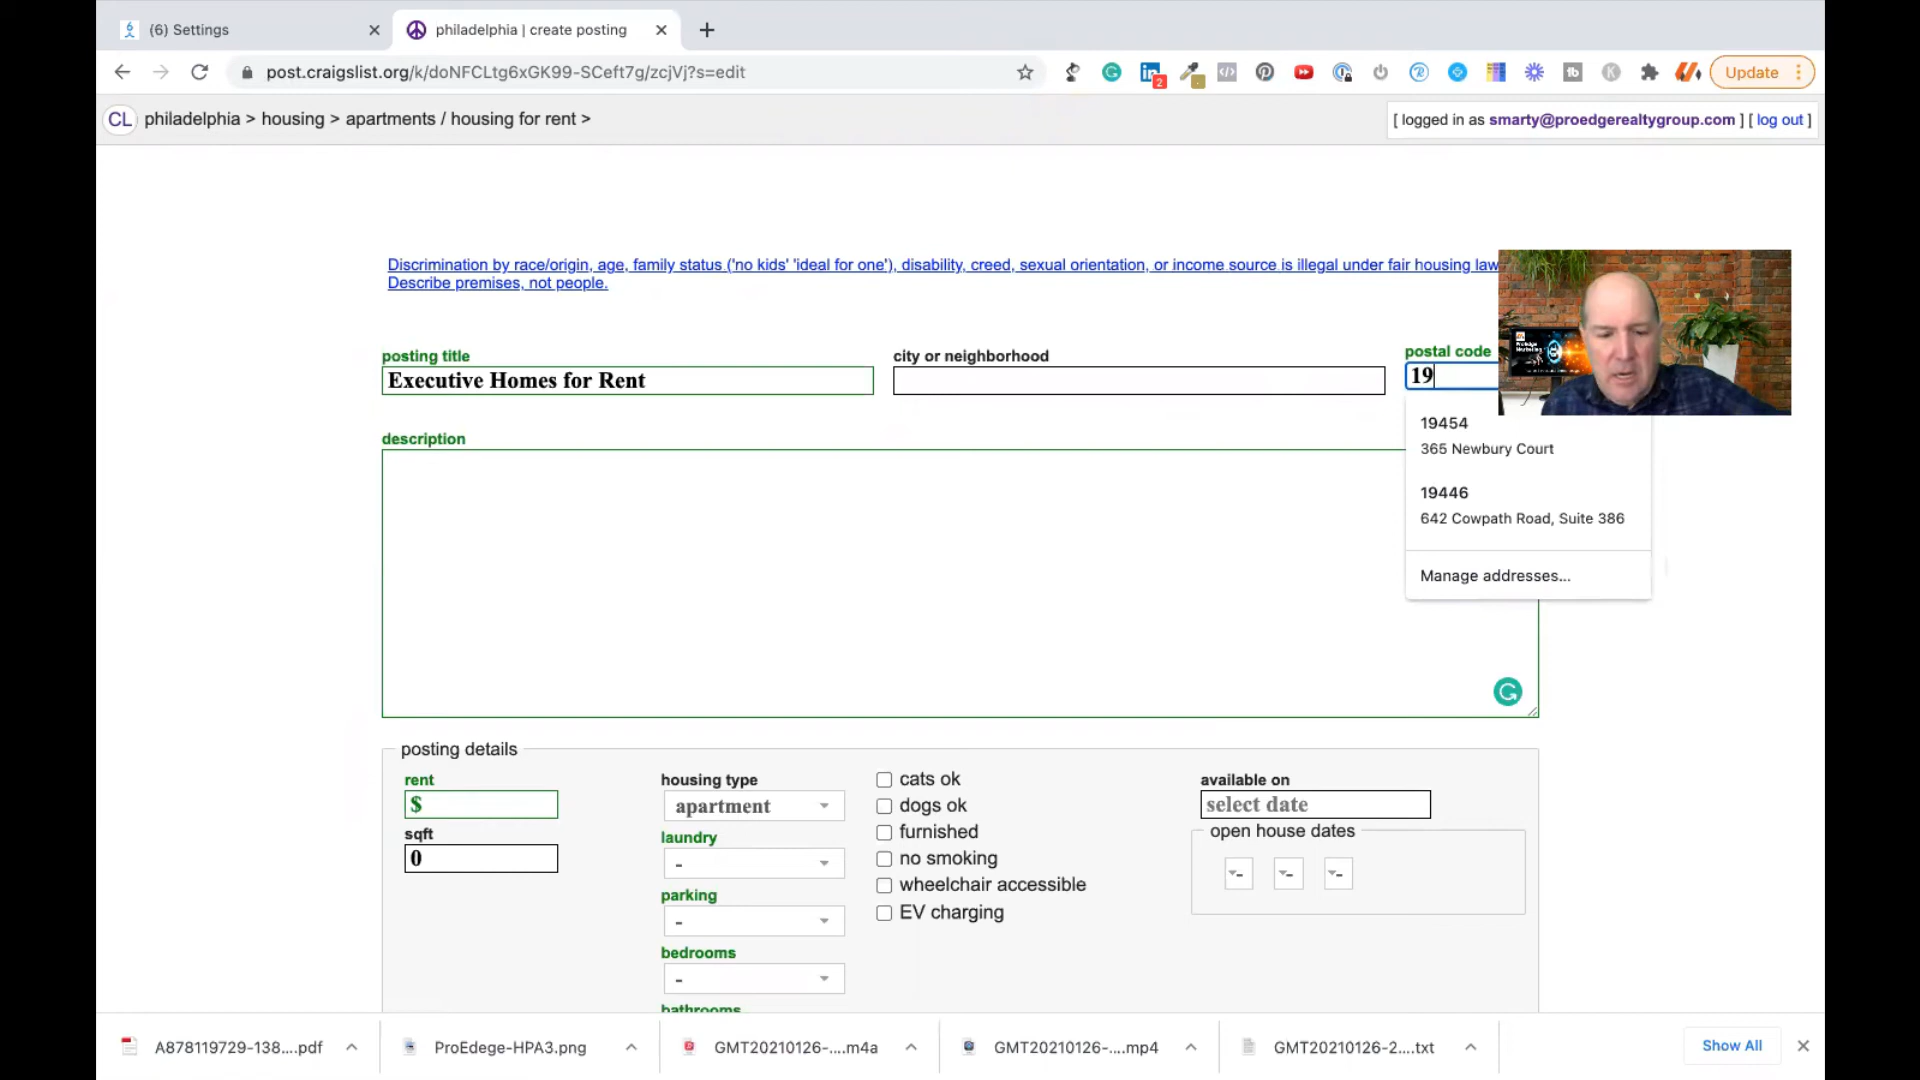 (6) Settings
philadelphia | create posting
post.craigslist.org/k/doNFCLtg6xGK99-SCeft7g/zcjVj?s=edit
2
Update
CL philadelphia > housing > apartments / housing for rent >
[ logged in as smarty@proedgerealtygroup.com ] [ log out ]
Discrimination by race/origin, age, family status ('no kids' 'ideal for one'), disability, creed, sexual orientation, or income source is illegal under fair housing law
Describe premises, not people.
posting title
city or neighborhood
postal code
Executive Homes for Rent
19
19454
365 Newbury Court
19446
642 Cowpath Road, Suite 386
Manage addresses...
description
posting details
rent
$
sqft
0
housing type
apartment
laundry
-
parking
-
bedrooms
-
bathrooms
cats ok
dogs ok
furnished
no smoking
wheelchair accessible
EV charging
available on
select date
open house dates
- - -
A878119729-138....pdf
ProEdege-HPA3.png
GMT20210126-....m4a
GMT20210126-....mp4
GMT20210126-2....txt
Show All